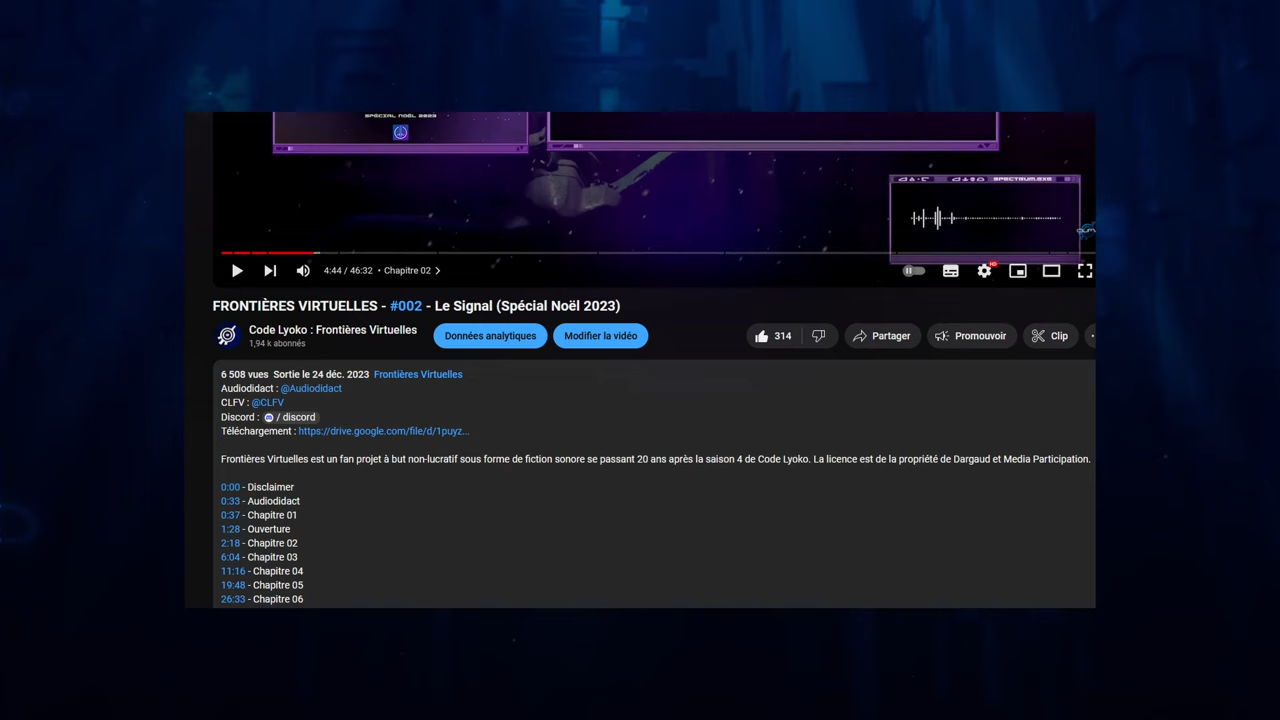 SPÉCIAL NOËL 2023
SPECTRUM.EXE
4:44 / 46:32 • Chapitre 02
HD
FRONTIÈRES VIRTUELLES - #002 - Le Signal (Spécial Noël 2023)
Code Lyoko : Frontières Virtuelles
1,94 k abonnés
Données analytiques
Modifier la vidéo
314
Partager
Promouvoir
Clip
6 508 vues Sortie le 24 déc. 2023 Frontières Virtuelles
Audiodidact : @Audiodidact
CLFV : @CLFV
Discord : / discord
Téléchargement : https://drive.google.com/file/d/1puyz...
Frontières Virtuelles est un fan projet à but non-lucratif sous forme de fiction sonore se passant 20 ans après la saison 4 de Code Lyoko. La licence est de la propriété de Dargaud et Media Participation.
0:00 - Disclaimer
0:33 - Audiodidact
0:37 - Chapitre 01
1:28 - Ouverture
2:18 - Chapitre 02
6:04 - Chapitre 03
11:16 - Chapitre 04
19:48 - Chapitre 05
26:33 - Chapitre 06